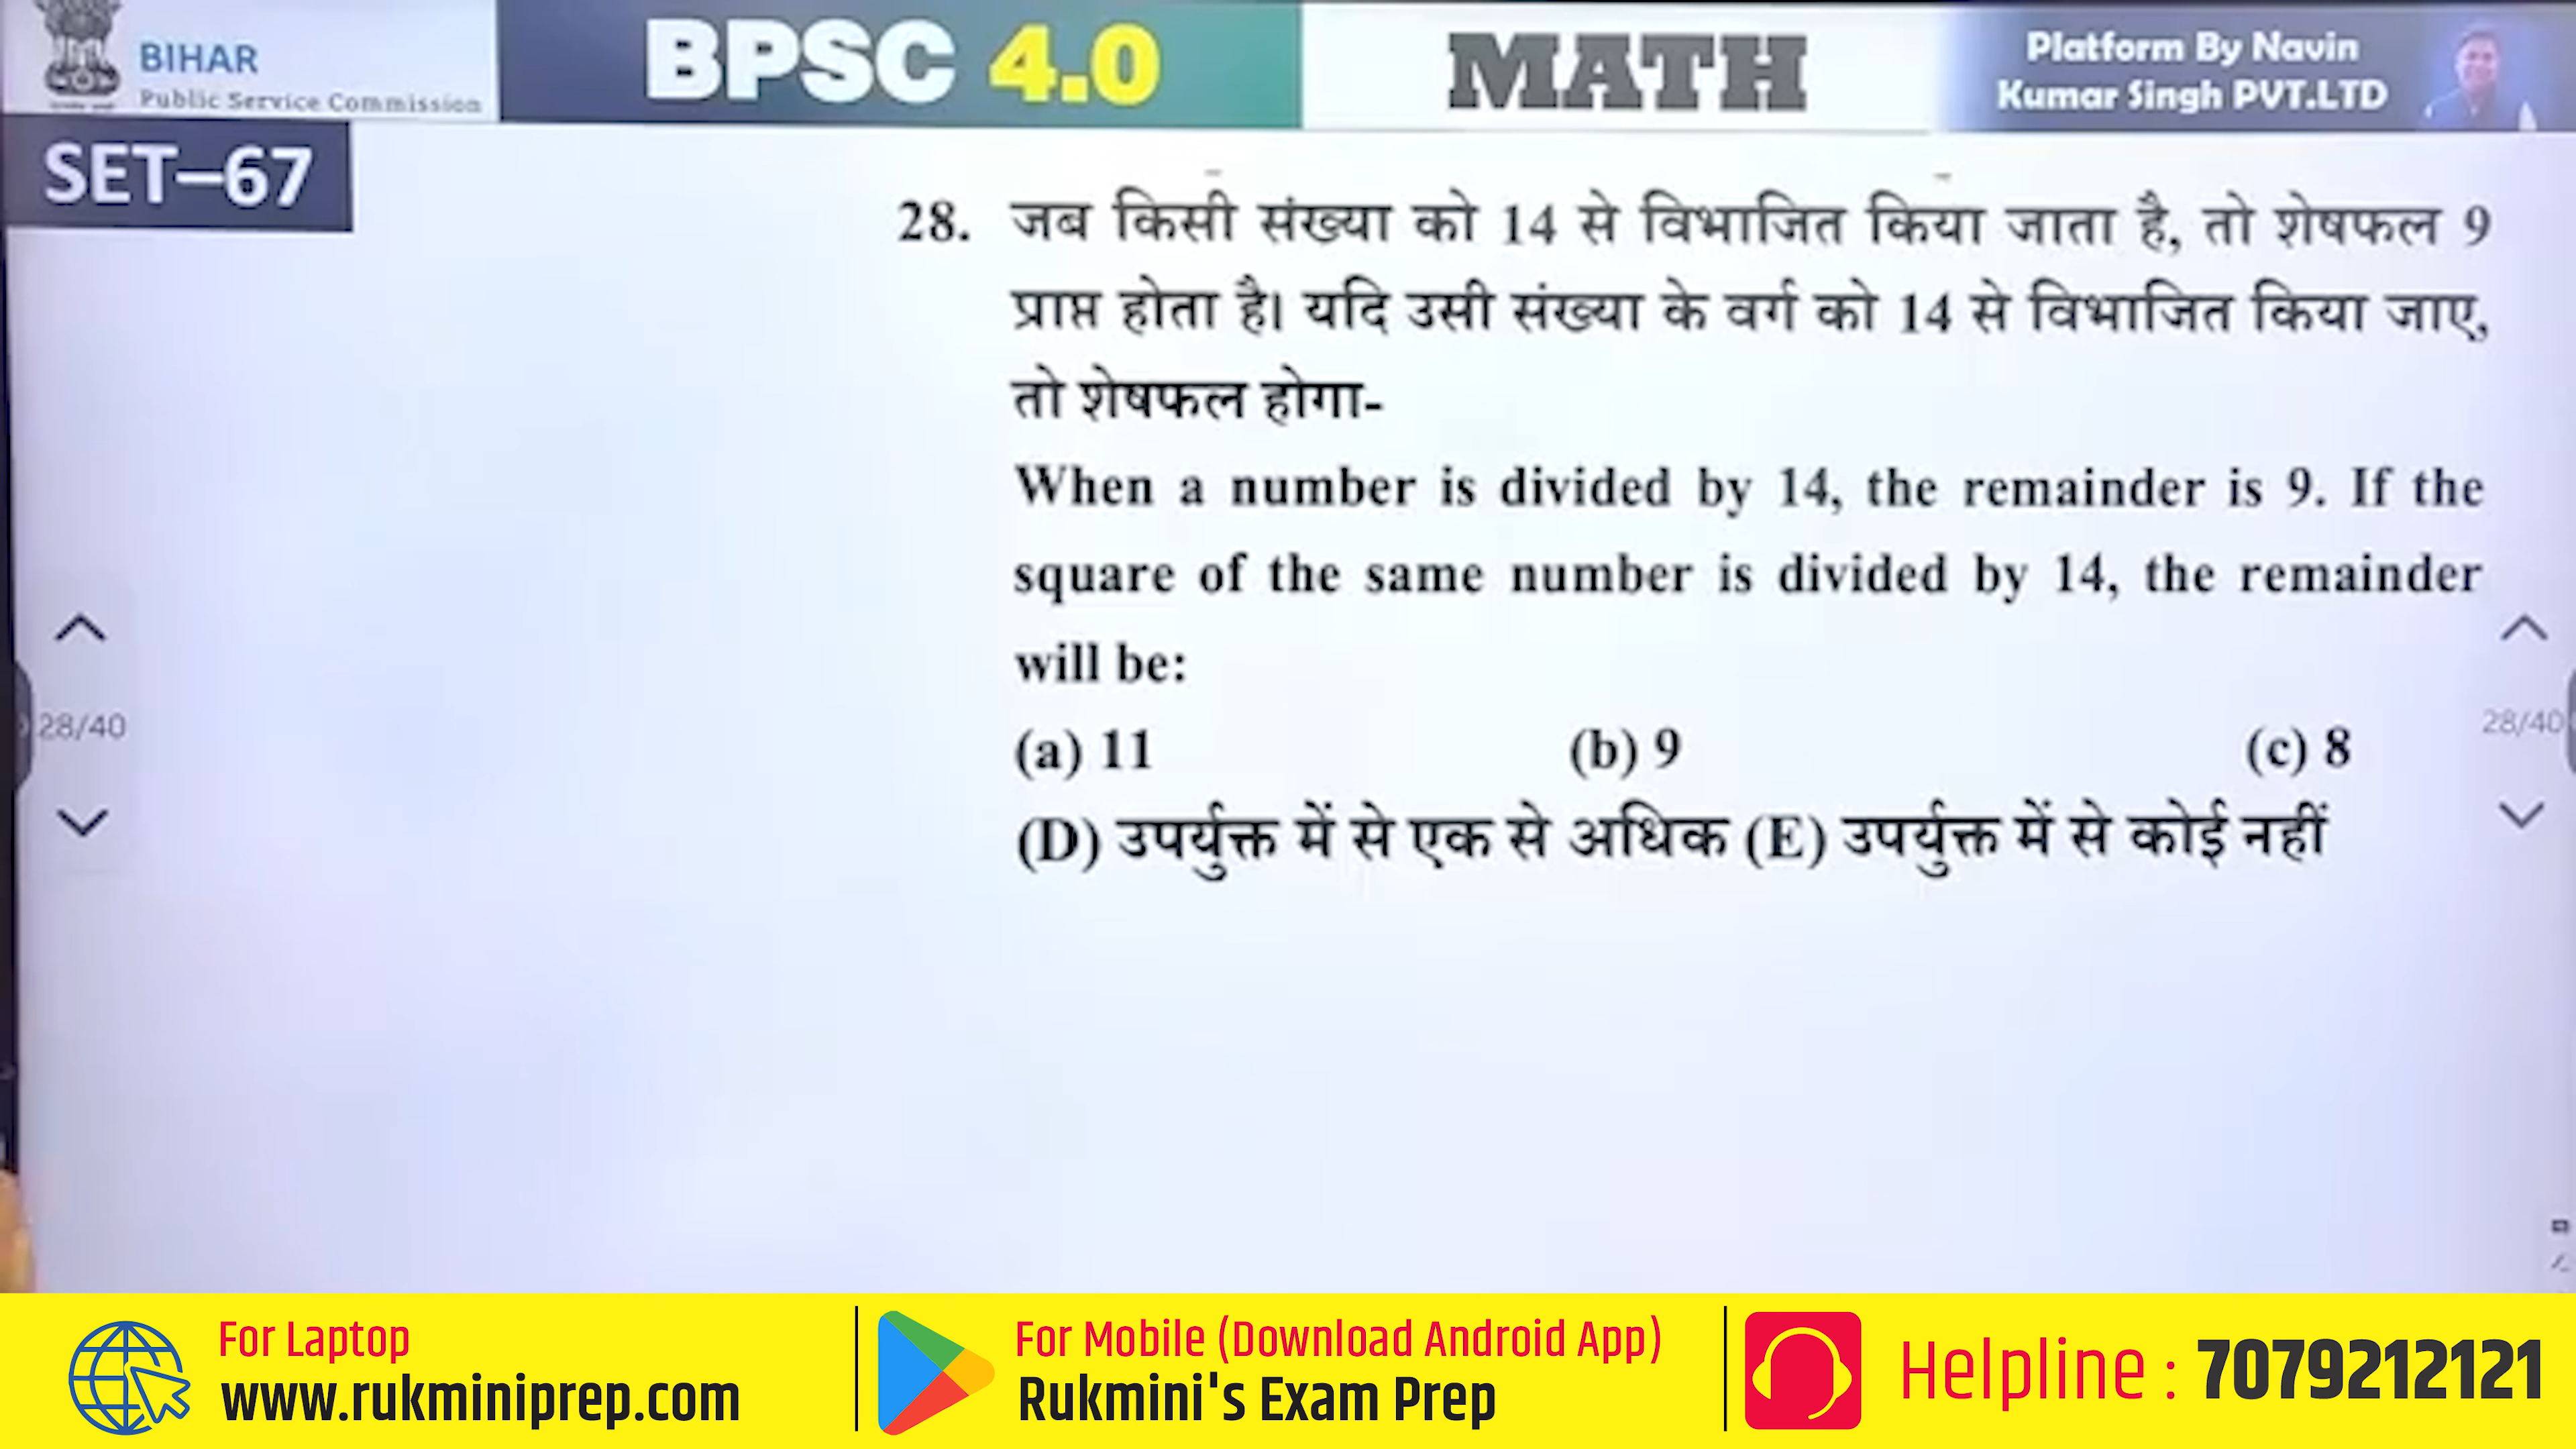 BIHAR
Public Service Commission
BPSC 4.0
MATH
Platform By Navin
Kumar Singh PVT.LTD
SET–67
28. जब किसी संख्या को 14 से विभाजित किया जाता है, तो शेषफल 9
प्राप्त होता है। यदि उसी संख्या के वर्ग को 14 से विभाजित किया जाए,
तो शेषफल होगा-
When a number is divided by 14, the remainder is 9. If the
square of the same number is divided by 14, the remainder
will be:
(a) 11 (b) 9 (c) 8
(D) उपर्युक्त में से एक से अधिक (E) उपर्युक्त में से कोई नहीं
28/40
28/40
For Laptop
www.rukminiprep.com
For Mobile (Download Android App)
Rukmini's Exam Prep
Helpline : 7079212121